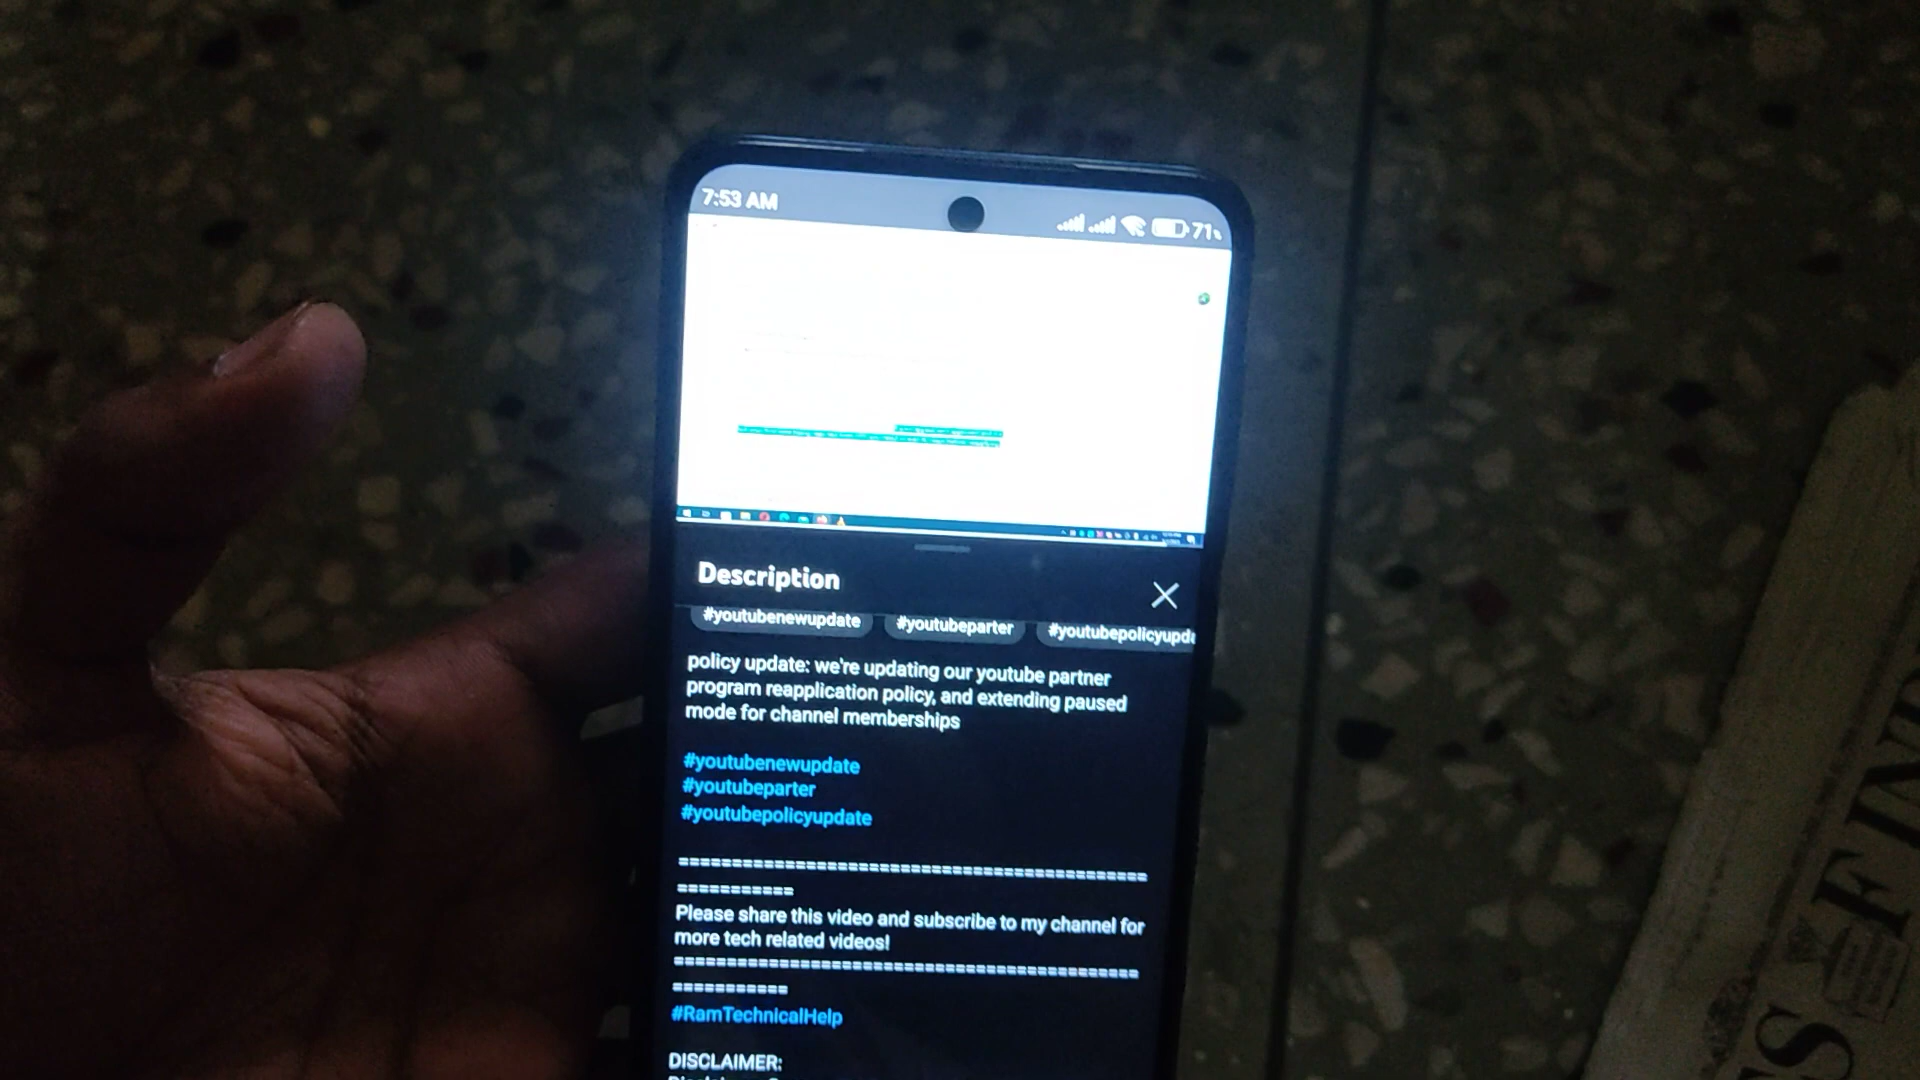 7:53 AM
71%
Description
#youtubenewupdate #youtubeparter #youtubepolicyupda
policy update: we're updating our youtube partner
program reapplication policy, and extending paused
mode for channel memberships
#youtubenewupdate
#youtubeparter
#youtubepolicyupdate
============================================
===========
Please share this video and subscribe to my channel for
more tech related videos!
============================================
===========
#RamTechnicalHelp
DISCLAIMER: